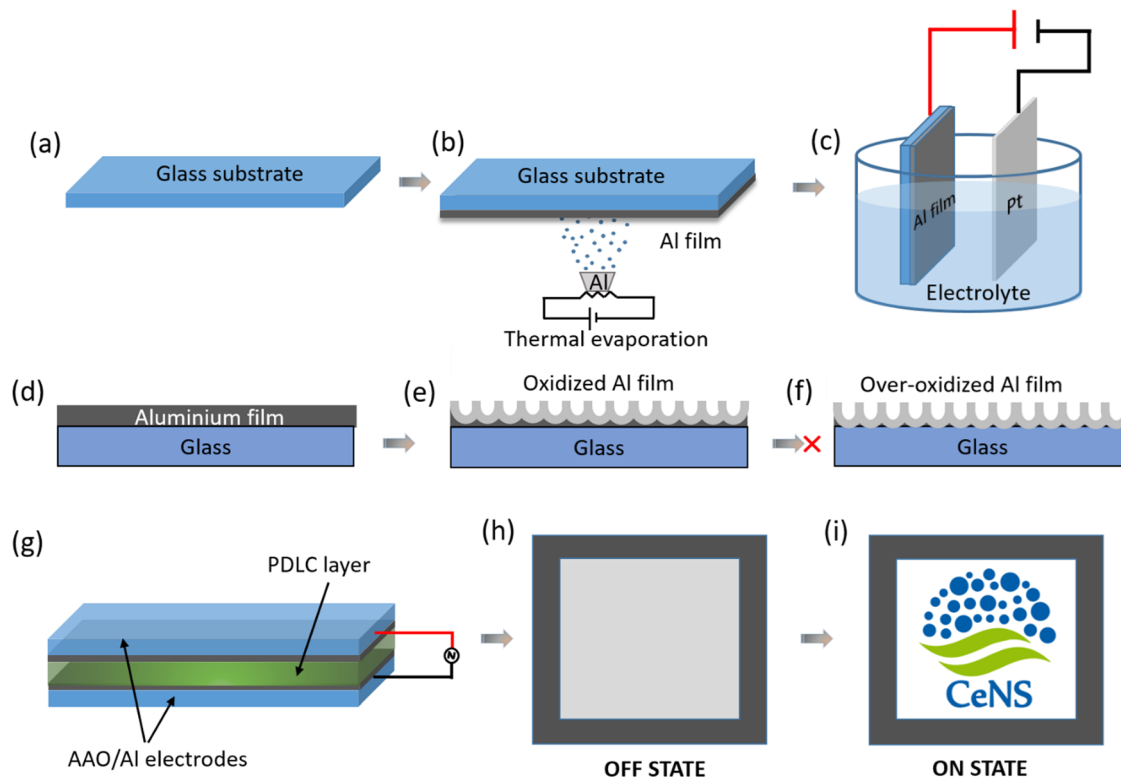 (a)
Glass substrate
(b)
Glass substrate
Al film
Al
Thermal evaporation
(c)
Al film
Pt
Electrolyte
(d)
Aluminium film
Glass
(e)
Oxidized Al film
Glass
(f)
Over-oxidized Al film
Glass
(g)
PDLC layer
N
AAO/Al electrodes
(h)
OFF STATE
(i)
CeNS
ON STATE